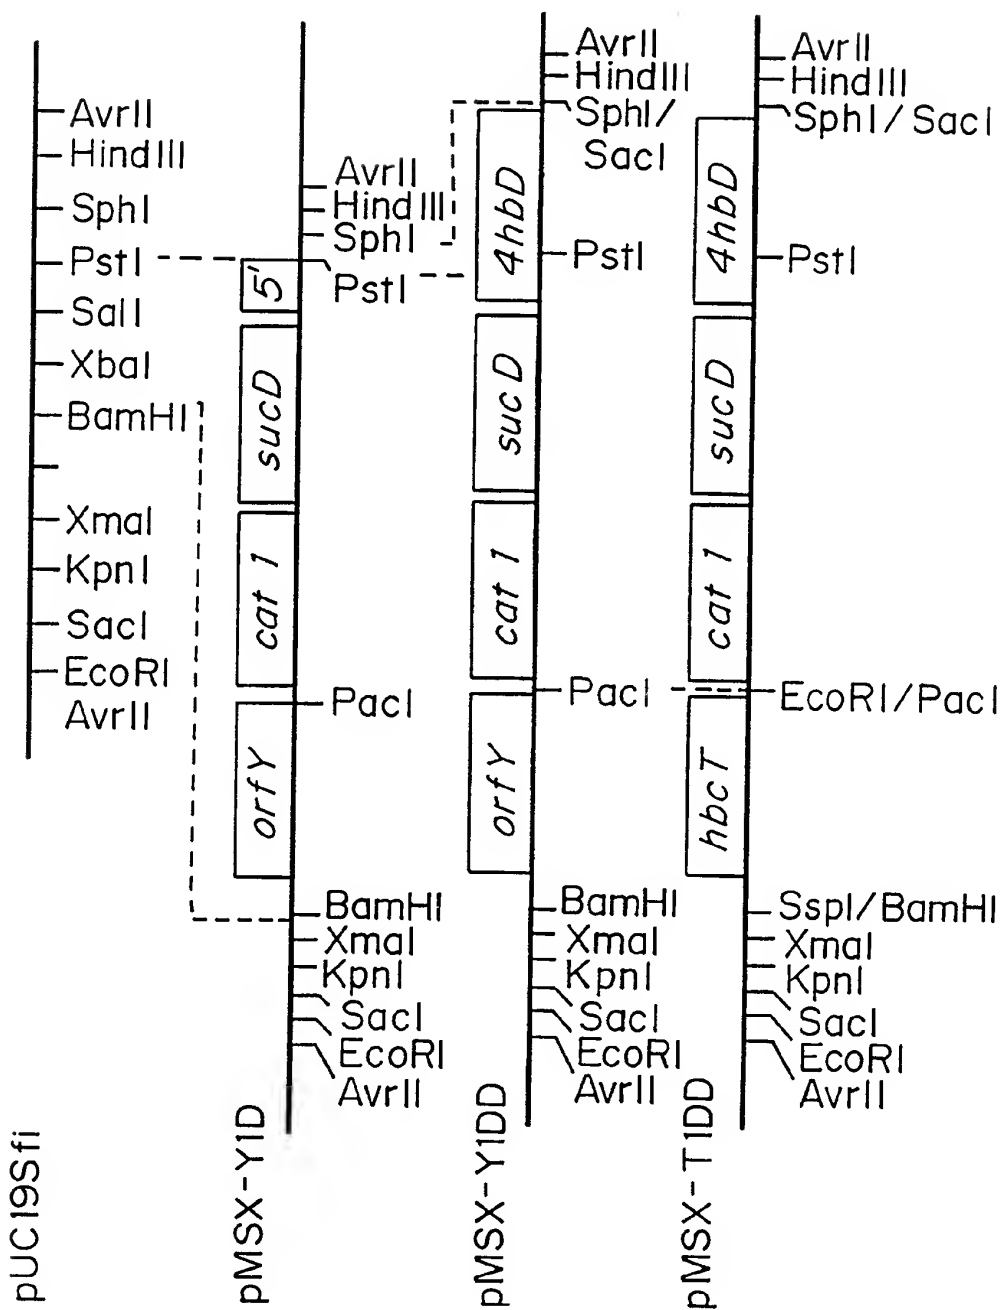 pUC19Sfi
AvrII
HindIII
SphI
PstI
SalI
XbaI
BamHI
XmaI
KpnI
SacI
EcoRI
AvrII
pMSX-Y1D
AvrII
HindIII
SphI
PstI
5'
sucD
cat 1
PacI
orfY
BamHI
XmaI
KpnI
SacI
EcoRI
AvrII
pMSX-Y1DD
AvrII
HindIII
SphI/
SacI
4hbD
PstI
sucD
cat 1
PacI
orfY
BamHI
XmaI
KpnI
SacI
EcoRI
AvrII
pMSX-T1DD
AvrII
HindIII
SphI/SacI
4hbD
PstI
sucD
cat 1
EcoRI/PacI
hbcT
SspI/BamHI
XmaI
KpnI
SacI
EcoRI
AvrII